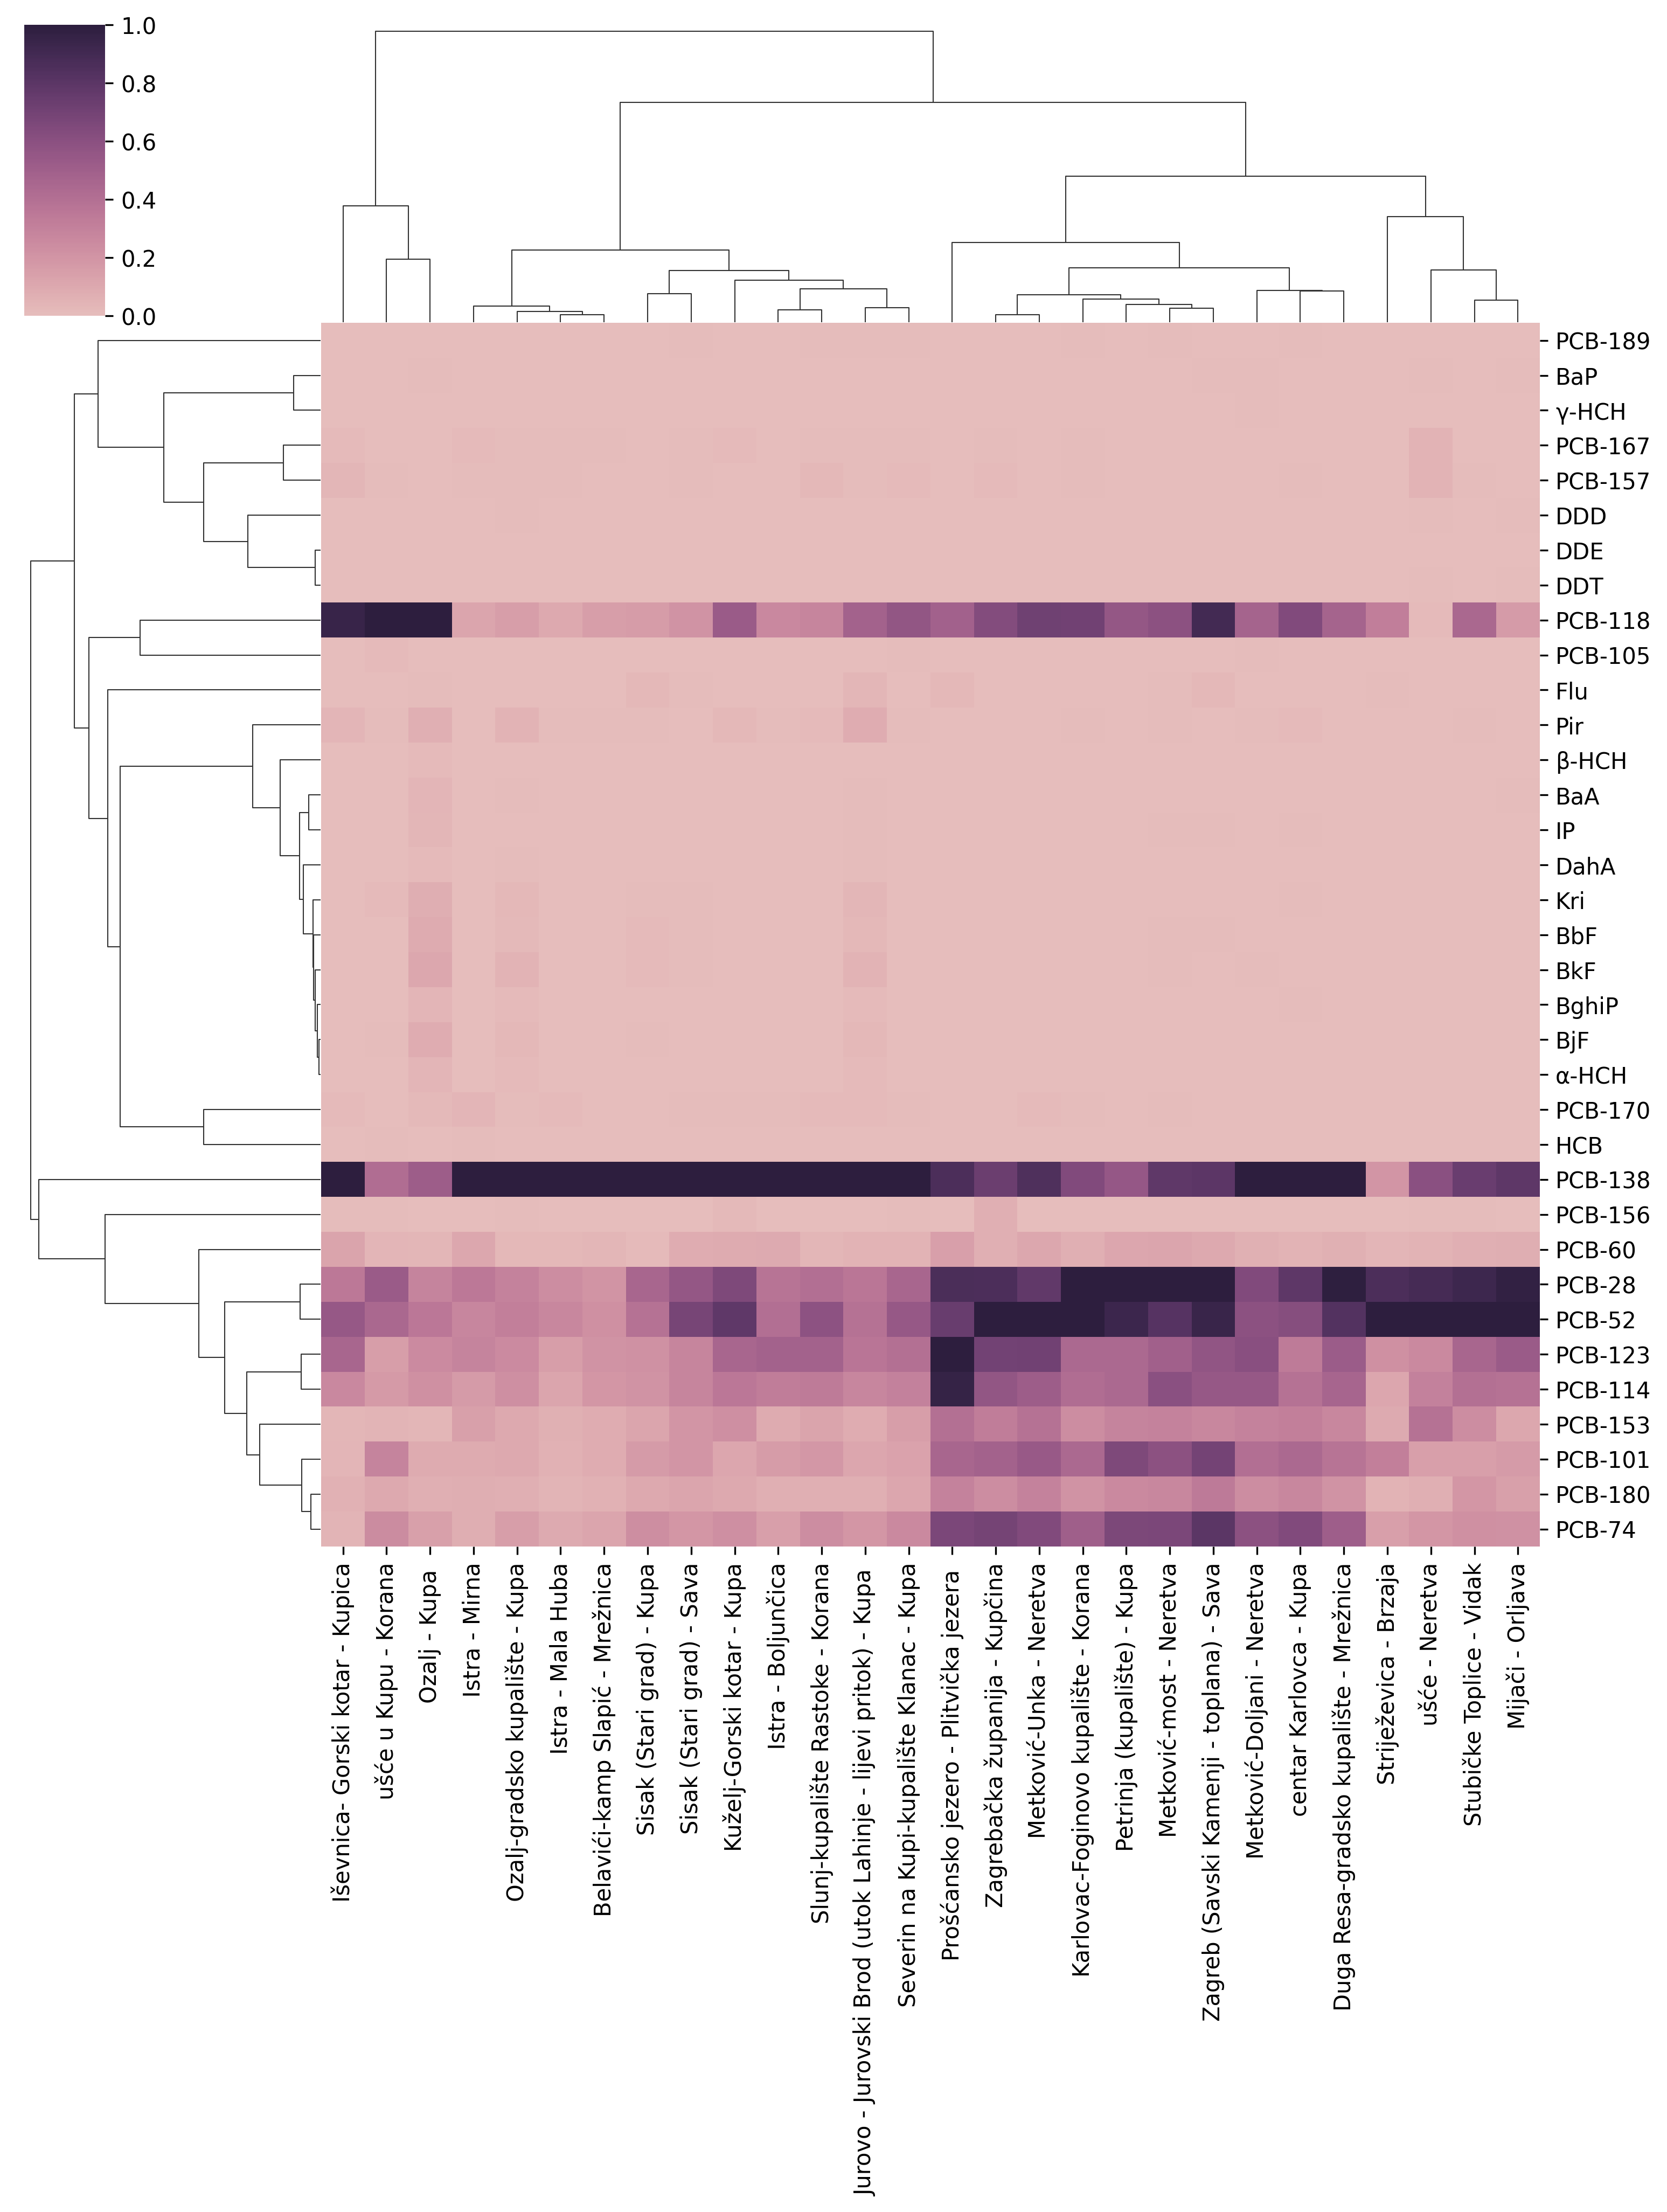 1.0
0.8
0.6
0.4
0.2
0.0
PCB-189
BaP
γ-HCH
PCB-167
PCB-157
DDD
DDE
DDT
PCB-118
PCB-105
Flu
Pir
β-HCH
BaA
IP
DahA
Kri
BbF
BkF
BghiP
BjF
α-HCH
PCB-170
HCB
PCB-138
PCB-156
PCB-60
PCB-28
PCB-52
PCB-123
PCB-114
PCB-153
PCB-101
PCB-180
PCB-74
Iševnica- Gorski kotar - Kupica
ušće u Kupu - Korana
Ozalj - Kupa
Istra - Mirna
Ozalj-gradsko kupalište - Kupa
Istra - Mala Huba
Belavići-kamp Slapić - Mrežnica
Sisak (Stari grad) - Kupa
Sisak (Stari grad) - Sava
Kuželj-Gorski kotar - Kupa
Istra - Boljunčica
Slunj-kupalište Rastoke - Korana
Jurovo - Jurovski Brod (utok Lahinje - lijevi pritok) - Kupa
Severin na Kupi-kupalište Klanac - Kupa
Prošćansko jezero - Plitvička jezera
Zagrebačka županija - Kupčina
Metković-Unka - Neretva
Karlovac-Foginovo kupalište - Korana
Petrinja (kupalište) - Kupa
Metković-most - Neretva
Zagreb (Savski Kamenji - toplana) - Sava
Metković-Doljani - Neretva
centar Karlovca - Kupa
Duga Resa-gradsko kupalište - Mrežnica
Striježevica - Brzaja
ušće - Neretva
Stubičke Toplice - Vidak
Mijači - Orljava